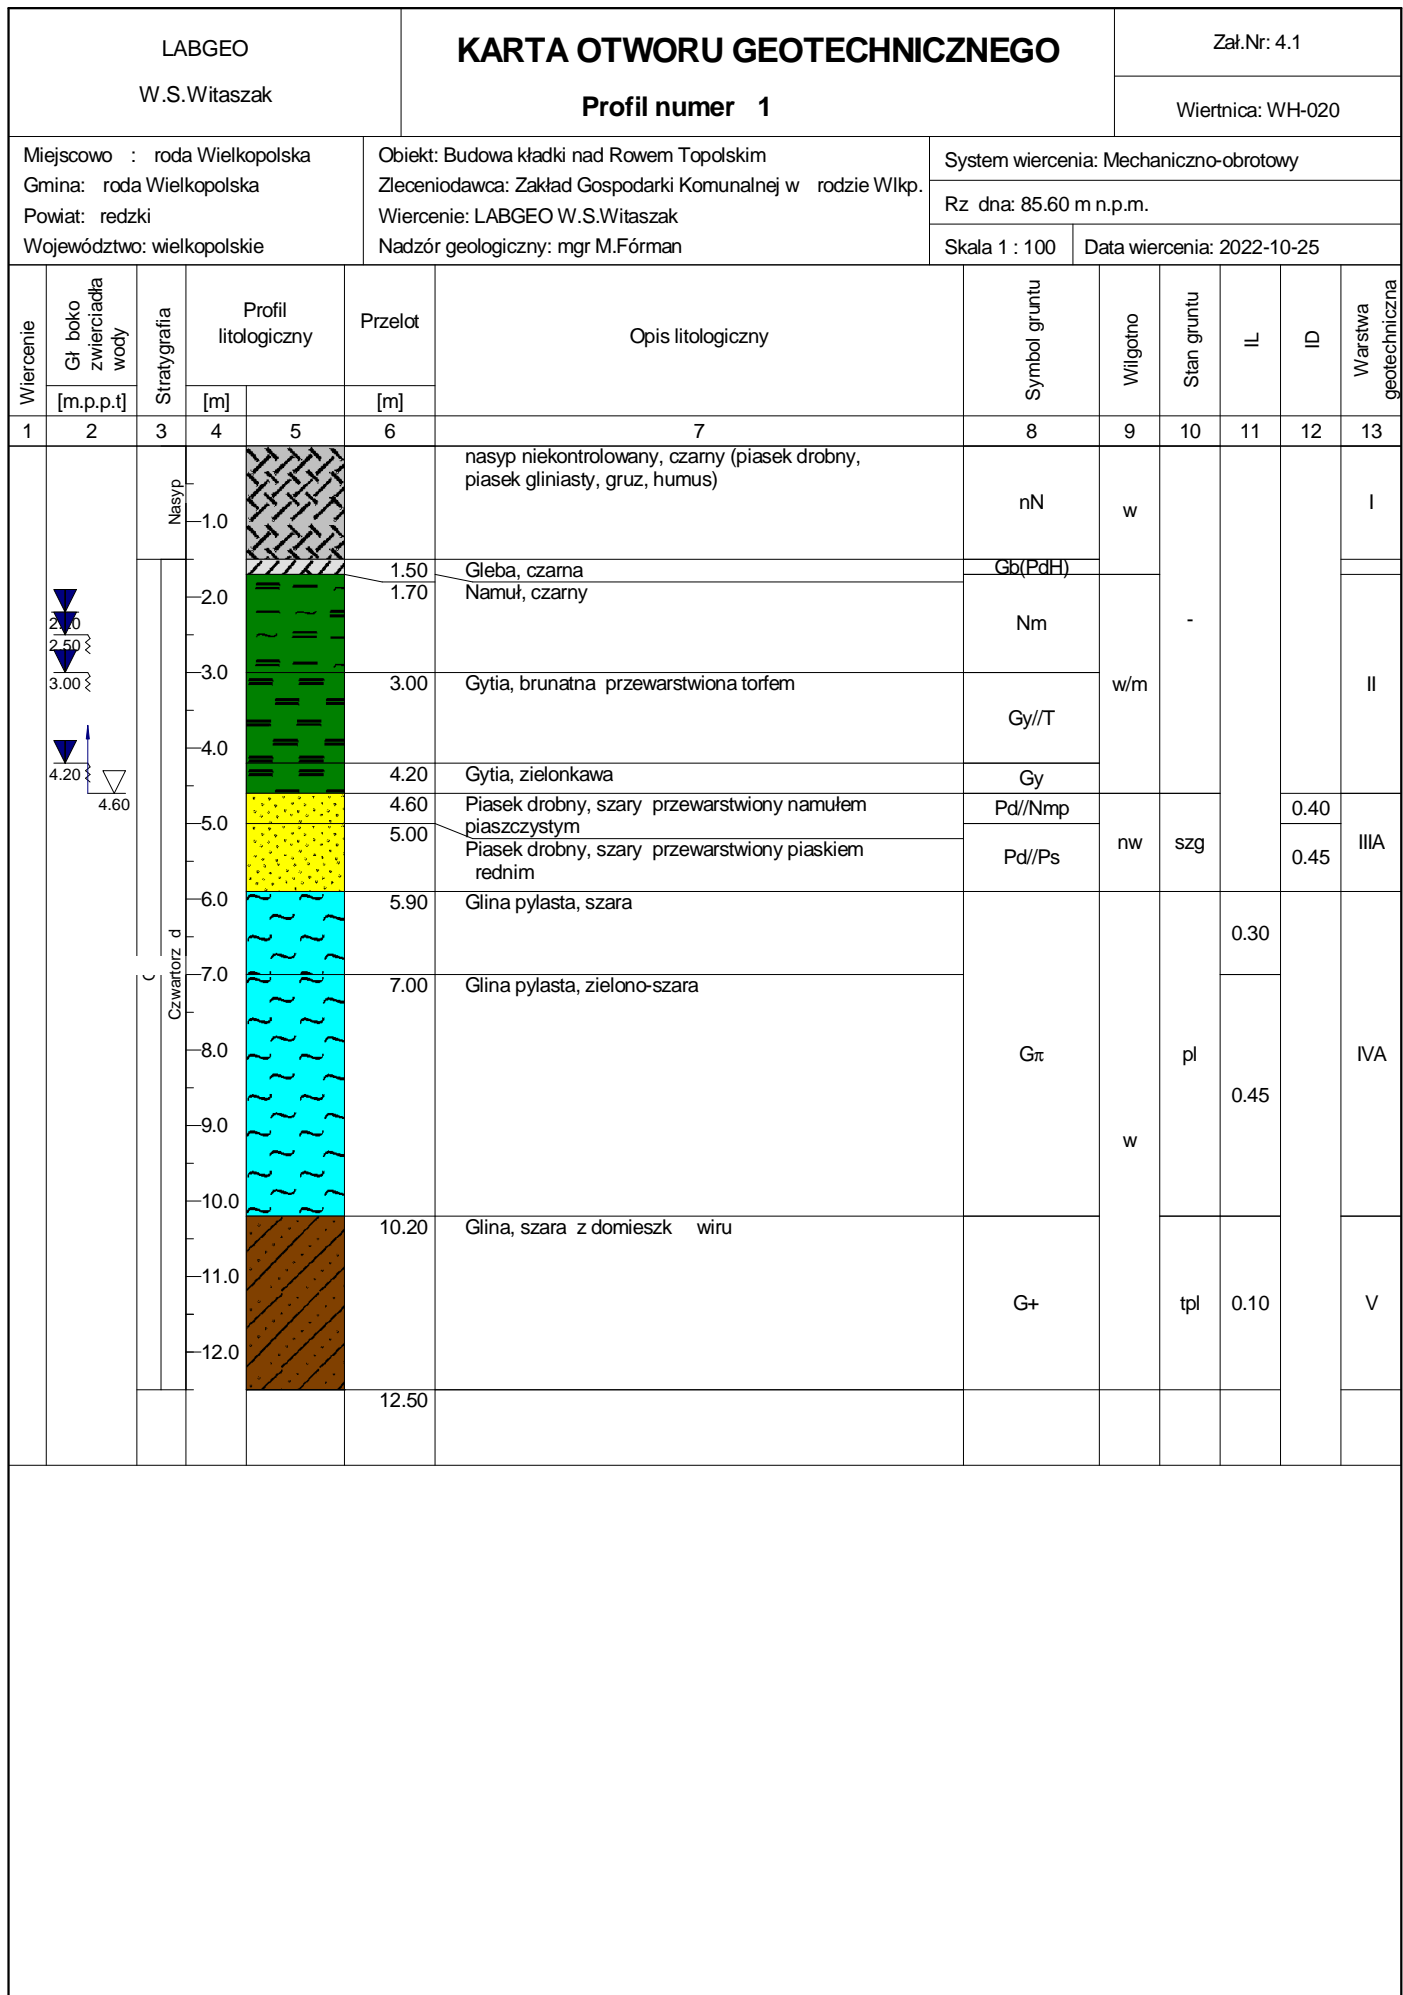 LABGEO
W.S.Witaszak
KARTA OTWORU GEOTECHNICZNEGO
Profil numer 1
Zał.Nr: 4.1
Wiertnica: WH-020
Miejscowo : roda Wielkopolska
Gmina: roda Wielkopolska
Powiat: redzki
Województwo: wielkopolskie
Obiekt: Budowa kładki nad Rowem Topolskim
Zleceniodawca: Zakład Gospodarki Komunalnej w rodzie Wlkp.
Wiercenie: LABGEO W.S.Witaszak
Nadzór geologiczny: mgr M.Fórman
System wiercenia: Mechaniczno-obrotowy
Rz dna: 85.60 m n.p.m.
Skala 1 : 100
Data wiercenia: 2022-10-25
Wiercenie
Gł boko
zwierciadła
wody
[m.p.p.t]
Stratygrafia
Profil
litologiczny
[m]
Przelot
[m]
Opis litologiczny
Symbol gruntu
Wilgotno
Stan gruntu
IL
ID
Warstwa
geotechniczna
1 2 3 4 5 6 7 8 9 10 11 12 13
Nasyp
nasyp niekontrolowany, czarny (piasek drobny,
piasek gliniasty, gruz, humus)
nN
w
I
1.0
1.50 Gleba, czarna Gb(PdH)
2.0
1.70 Namuł, czarny
Nm
-
2.50
3.0
3.00
3.00 Gytia, brunatna przewarstwiona torfem
w/m
II
Gy//T
4.0
4.20
4.20 Gytia, zielonkawa Gy
4.60
4.60 Piasek drobny, szary przewarstwiony namułem
piaszczystym
Pd//Nmp
0.40
5.0
5.00 Piasek drobny, szary przewarstwiony piaskiem
rednim
Pd//Ps
nw
szg
0.45
IIIA
6.0
5.90 Glina pylasta, szara
0.30
Czwartorz d
7.0
7.00 Glina pylasta, zielono-szara
8.0
Gπ
pl
IVA
0.45
9.0
w
10.0
10.20 Glina, szara z domieszk wiru
11.0
G+
tpl
0.10
V
12.0
12.50